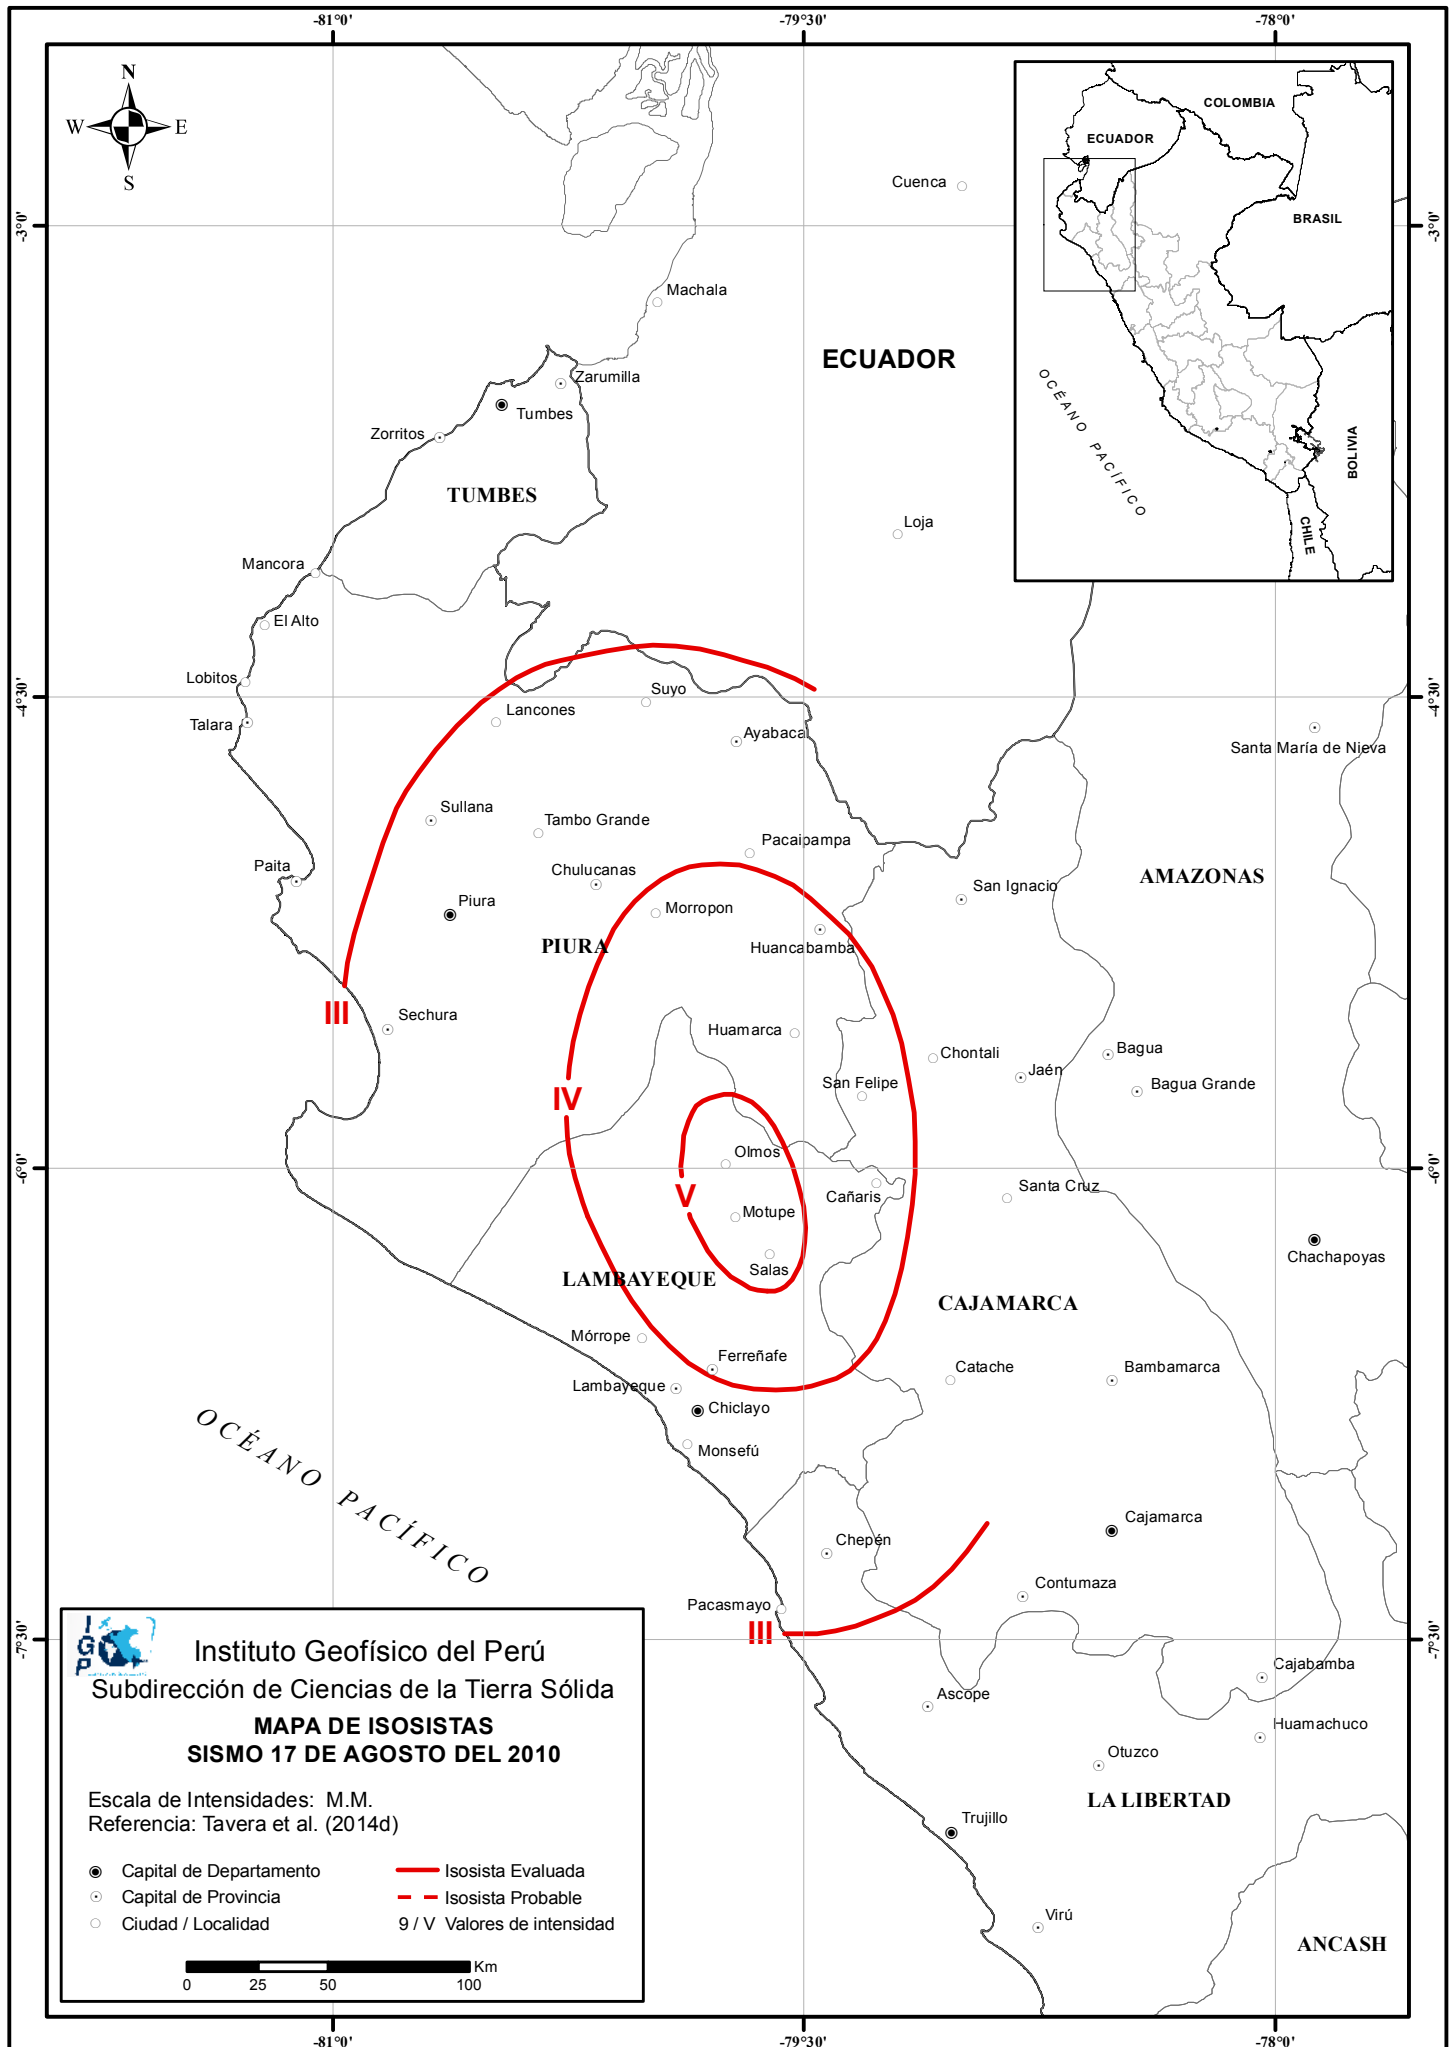 -81°0'
-79°30'
-78°0'
N
W E
S
COLOMBIA
ECUADOR
BRASIL
BOLIVIA
CHILE
OCÉANO PACÍFICO
-3°0'
-3°0'
Cuenca
Machala
ECUADOR
Zarumilla
Tumbes
Zorritos
TUMBES
Loja
Mancora
El Alto
Lobitos
Talara
Suyo
Lancones
Ayabaca
-4°30'
-4°30'
Santa María de Nieva
Sullana
Tambo Grande
Pacaipampa
Paita
Chulucanas
Piura
Morropon
San Ignacio
AMAZONAS
PIURA
Huancabamba
III
Sechura
Huamarca
Chontali
Bagua
Jaén
Bagua Grande
San Felipe
IV
Olmos
-6°0'
-6°0'
V
Cañaris
Santa Cruz
Motupe
Salas
Chachapoyas
LAMBAYEQUE
CAJAMARCA
Mórrope
Ferreñafe
Lambayeque
Catache
Bambamarca
Chiclayo
Monsefú
OCÉANO PACÍFICO
Chepén
Cajamarca
Contumaza
Pacasmayo
III
-7°30'
-7°30'
Cajabamba
Ascope
Huamachuco
Otuzco
LA LIBERTAD
Trujillo
Virú
ANCASH
IGP
Instituto Geofísico del Perú
Subdirección de Ciencias de la Tierra Sólida
MAPA DE ISOSISTAS
SISMO 17 DE AGOSTO DEL 2010
Escala de Intensidades: M.M.
Referencia: Tavera et al. (2014d)
Capital de Departamento
Isosista Evaluada
Capital de Provincia
Isosista Probable
Ciudad / Localidad
9 / V Valores de intensidad
Km
0 25 50 100
-81°0'
-79°30'
-78°0'